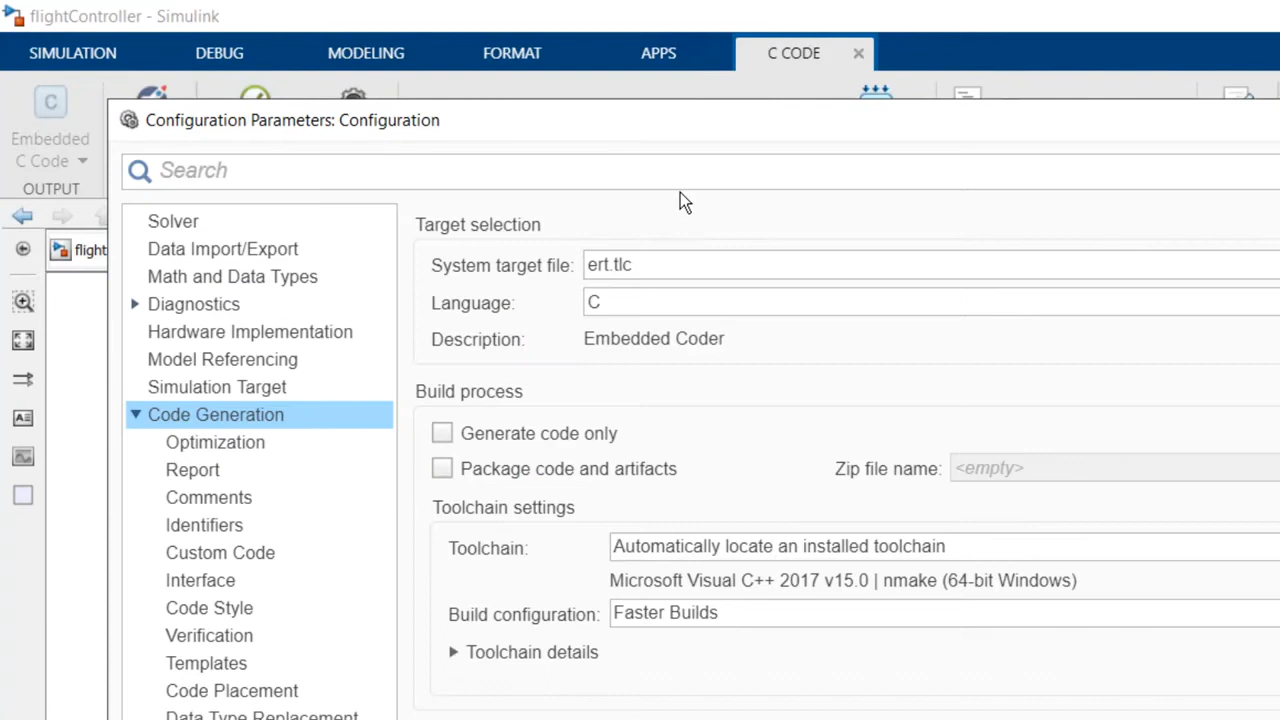 flightController - Simulink
SIMULATION DEBUG MODELING FORMAT APPS C CODE
C
Embedded
C Code
OUTPUT
flight
Configuration Parameters: Configuration
Search
Solver
Data Import/Export
Math and Data Types
Diagnostics
Hardware Implementation
Model Referencing
Simulation Target
Code Generation
Optimization
Report
Comments
Identifiers
Custom Code
Interface
Code Style
Verification
Templates
Code Placement
Data Type Replacement
Target selection
System target file: ert.tlc
Language: C
Description: Embedded Coder
Build process
Generate code only
Package code and artifacts Zip file name: <empty>
Toolchain settings
Toolchain: Automatically locate an installed toolchain
Microsoft Visual C++ 2017 v15.0 | nmake (64-bit Windows)
Build configuration: Faster Builds
Toolchain details